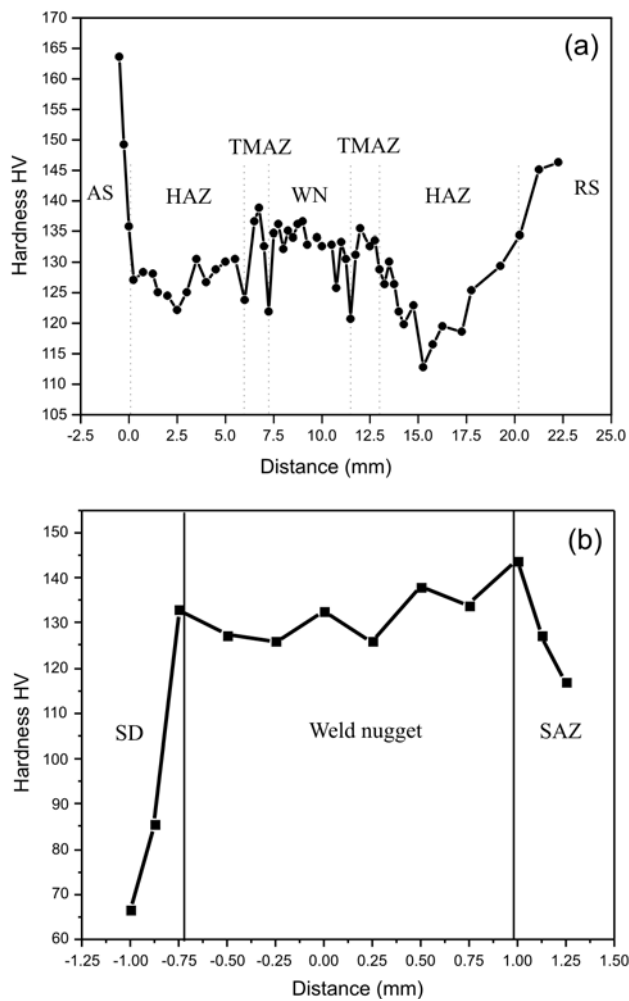 (a)
170
165
160
155
150
145
140
135
130
125
120
115
110
105
Hardness HV
AS
HAZ
TMAZ
WN
TMAZ
HAZ
RS
-2.5 0.0 2.5 5.0 7.5 10.0 12.5 15.0 17.5 20.0 22.5 25.0
Distance (mm)
(b)
150
140
130
120
110
100
90
80
70
60
Hardness HV
SD
Weld nugget
SAZ
-1.25 -1.00 -0.75 -0.50 -0.25 0.00 0.25 0.50 0.75 1.00 1.25 1.50
Distance (mm)